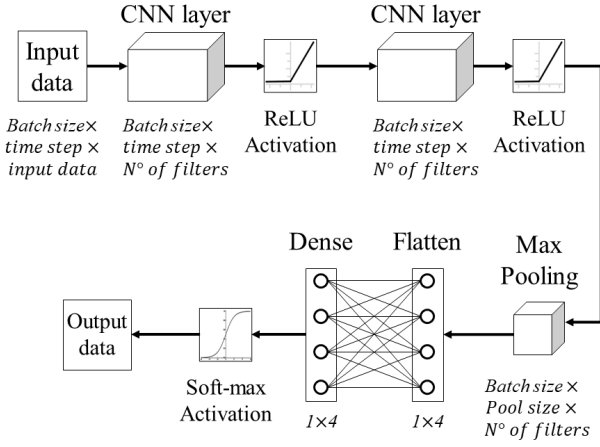 CNN layer
CNN layer
Input
data
ReLU
Activation
ReLU
Activation
Batch size×
time step ×
input data
Batch size×
time step ×
N° of filters
Batch size×
time step ×
N° of filters
Dense
Flatten
Max
Pooling
Output
data
Soft-max
Activation
1×4
1×4
Batch size ×
Pool size ×
N° of filters